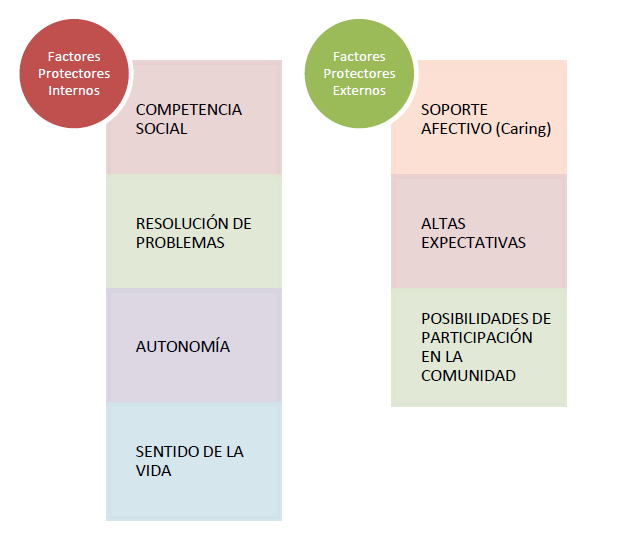 Factores
Protectores
Internos
COMPETENCIA
SOCIAL
RESOLUCIÓN DE
PROBLEMAS
AUTONOMÍA
SENTIDO DE LA
VIDA
Factores
Protectores
Externos
SOPORTE
AFECTIVO (Caring)
ALTAS
EXPECTATIVAS
POSIBILIDADES DE
PARTICIPACIÓN
EN LA
COMUNIDAD